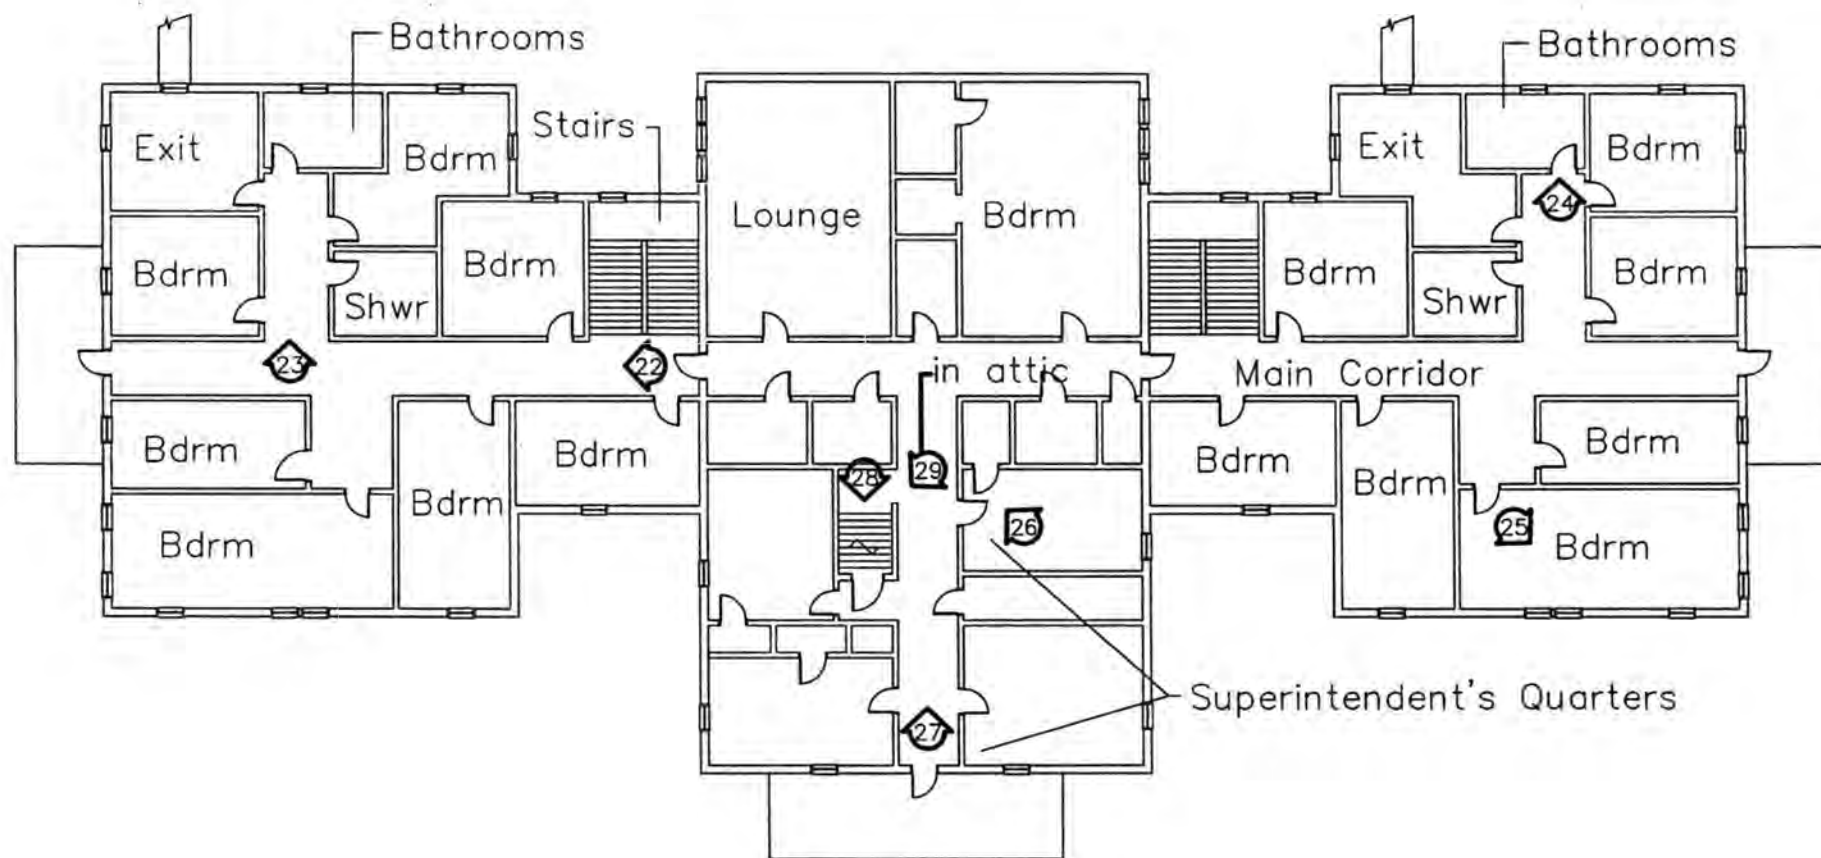 Bathrooms
Bathrooms
Stairs
Exit
Bdrm
Exit
Bdrm
24
Lounge
Bdrm
Bdrm
Bdrm
Bdrm
Bdrm
Shwr
Shwr
23
22
in attic
Main Corridor
Bdrm
Bdrm
Bdrm
Bdrm
Bdrm
Bdrm
28
29
26
25
Bdrm
Bdrm
Superintendent's Quarters
27